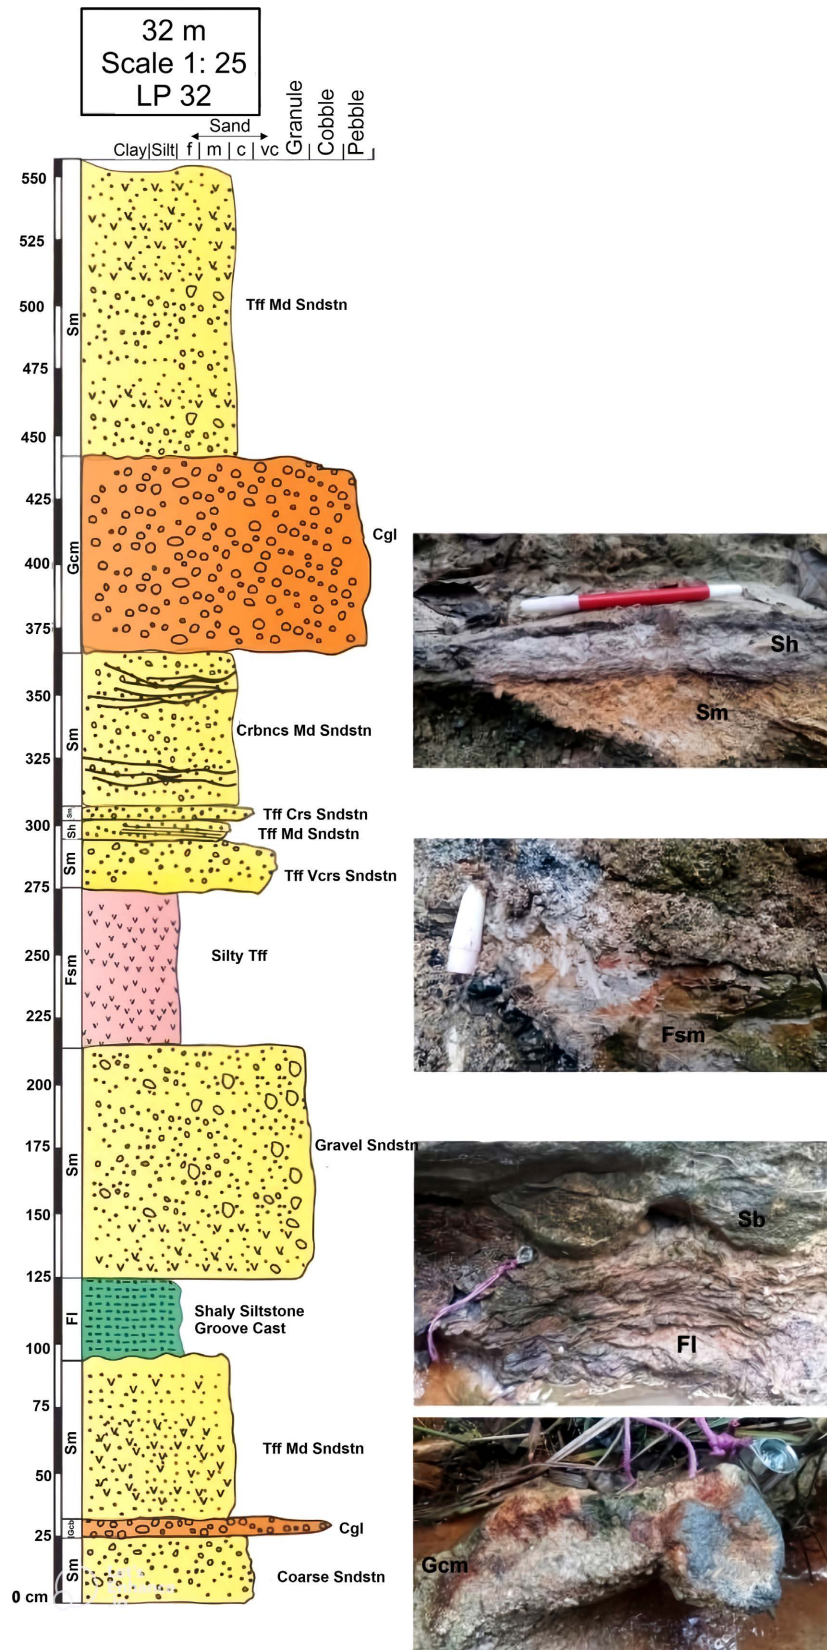 32 m
Scale 1: 25
LP 32
Sand
Clay|Silt| f | m | c | vc
Granule
Cobble
Pebble
550
525
500
475
450
425
400
375
350
325
300
275
250
225
200
175
150
125
100
75
50
25
0 cm
Sm
Tff Md Sndstn
Gcm
Cgl
Sm
Crbncs Md Sndstn
Sm
Tff Crs Sndstn
Sh
Tff Md Sndstn
Sm
Tff Vcrs Sndstn
Fsm
Silty Tff
Sm
Gravel Sndstn
Fl
Shaly Siltstone
Groove Cast
Sm
Tff Md Sndstn
Gcb
Cgl
Sm
Coarse Sndstn
Sh
Sm
Fsm
Sb
Fl
Gcm